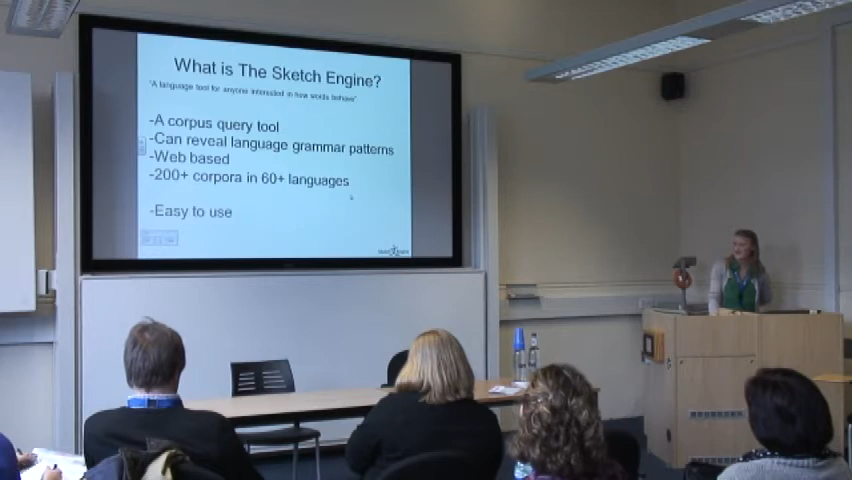 What is The Sketch Engine?
"A language tool for anyone interested in how words behave"
-A corpus query tool
-Can reveal language grammar patterns
-Web based
-200+ corpora in 60+ languages
-Easy to use